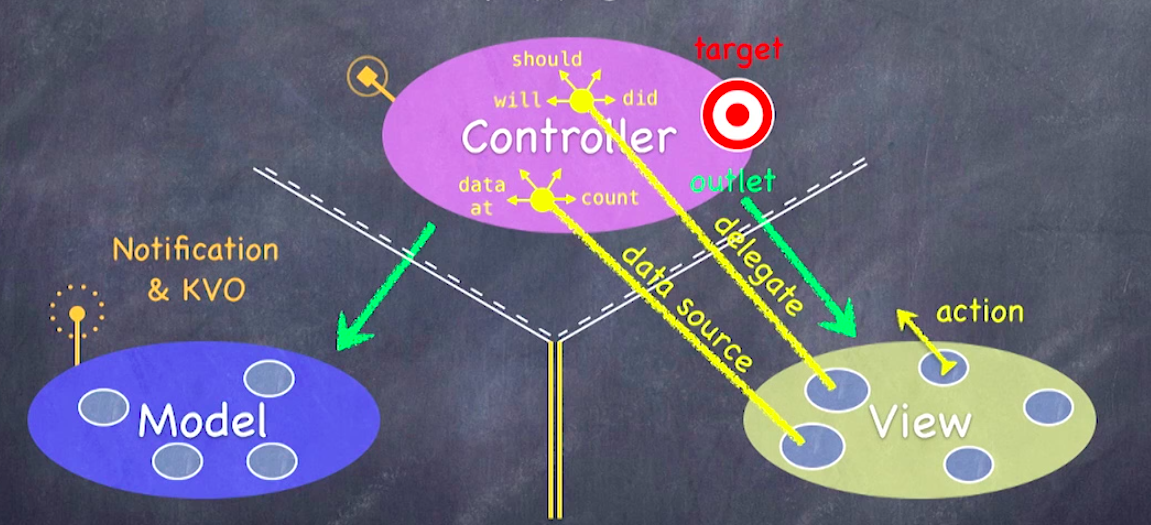 should
target
will
did
Controller
data
at
count
outlet
delegate
data source
Notification
& KVO
action
Model
View